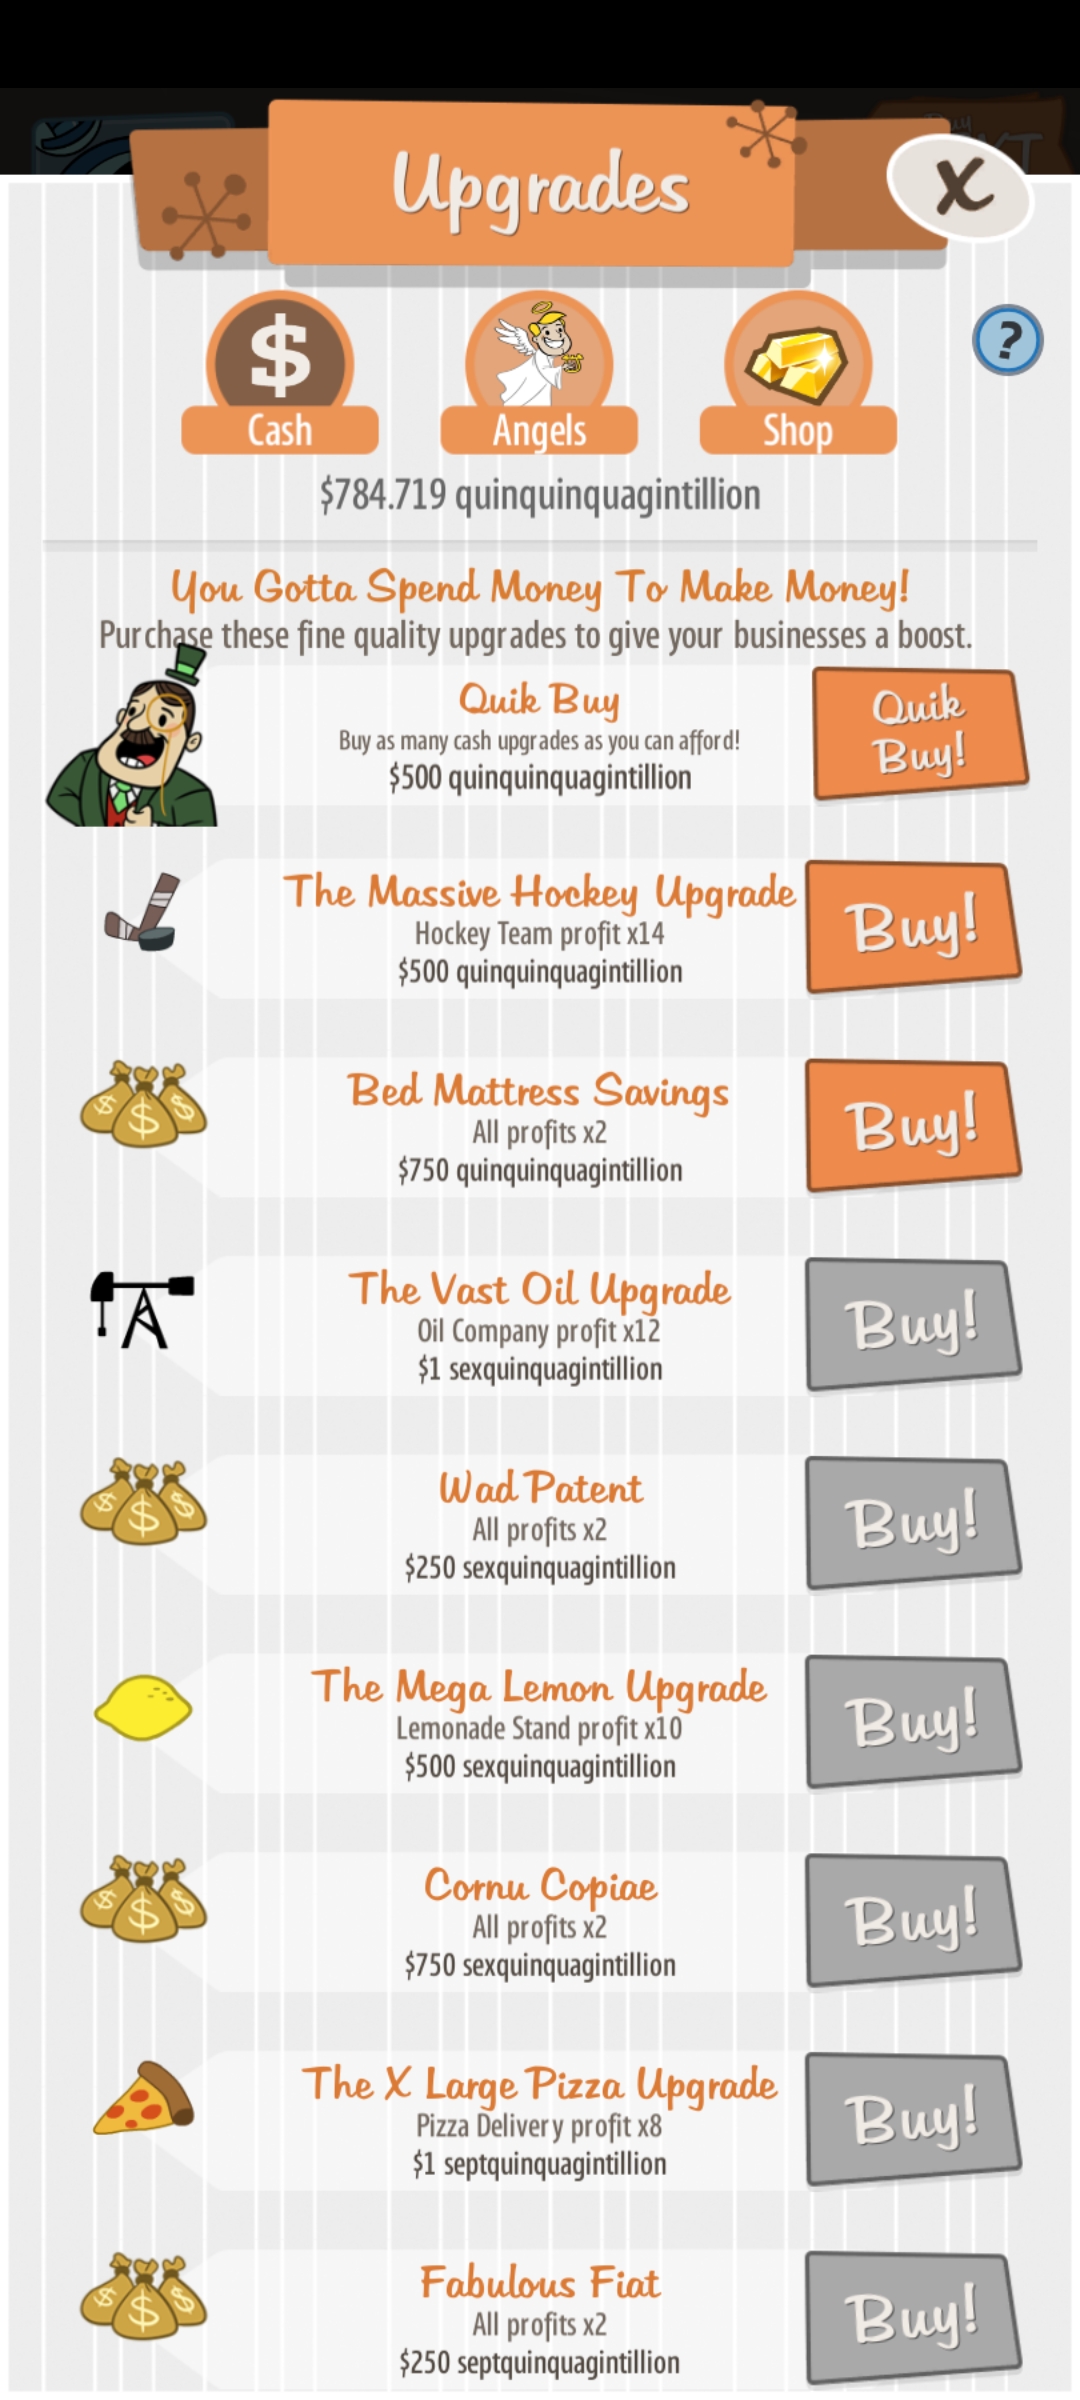 Upgrades
X
?
$
Cash
Angels
Shop
$784.719 quinquinquagintillion
You Gotta Spend Money To Make Money!
Purchase these fine quality upgrades to give your businesses a boost.
Quik Buy
Buy as many cash upgrades as you can afford!
$500 quinquinquagintillion
Quik
Buy!
The Massive Hockey Upgrade
Hockey Team profit x14
$500 quinquinquagintillion
Buy!
Bed Mattress Savings
All profits x2
$750 quinquinquagintillion
Buy!
The Vast Oil Upgrade
Oil Company profit x12
$1 sexquinquagintillion
Buy!
Wad Patent
All profits x2
$250 sexquinquagintillion
Buy!
The Mega Lemon Upgrade
Lemonade Stand profit x10
$500 sexquinquagintillion
Buy!
Cornu Copiae
All profits x2
$750 sexquinquagintillion
Buy!
The X Large Pizza Upgrade
Pizza Delivery profit x8
$1 septquinquagintillion
Buy!
Fabulous Fiat
All profits x2
$250 septquinquagintillion
Buy!